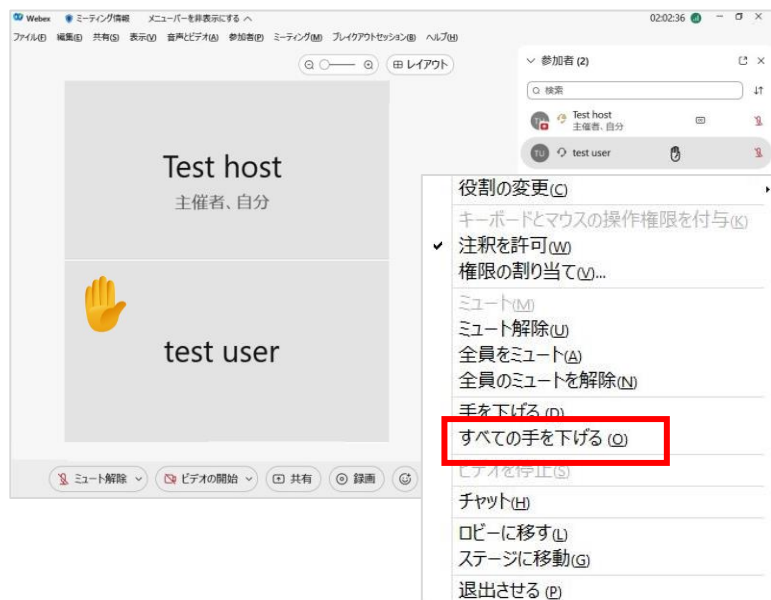 Webex ミーティング情報 メニューバーを非表示にする 02:02:36
ファイル(F) 編集(E) 共有(S) 表示(V) 音声とビデオ(A) 参加者(P) ミーティング(M) ブレイクアウトセッション(B) ヘルプ(H)
レイアウト
参加者 (2)
検索
Test host
主催者、自分
TU test user
Test host
主催者、自分
test user
ミュート解除 ビデオの開始 共有 録画
役割の変更(C)
キーボードとマウスの操作権限を付与(K)
注釈を許可(W)
権限の割り当て(V)...
ミュート(M)
ミュート解除(U)
全員をミュート(A)
全員のミュートを解除(N)
手を下げる (D)
すべての手を下げる (O)
ビデオを停止(S)
チャット(H)
ロビーに移す(L)
ステージに移動(G)
退出させる (P)